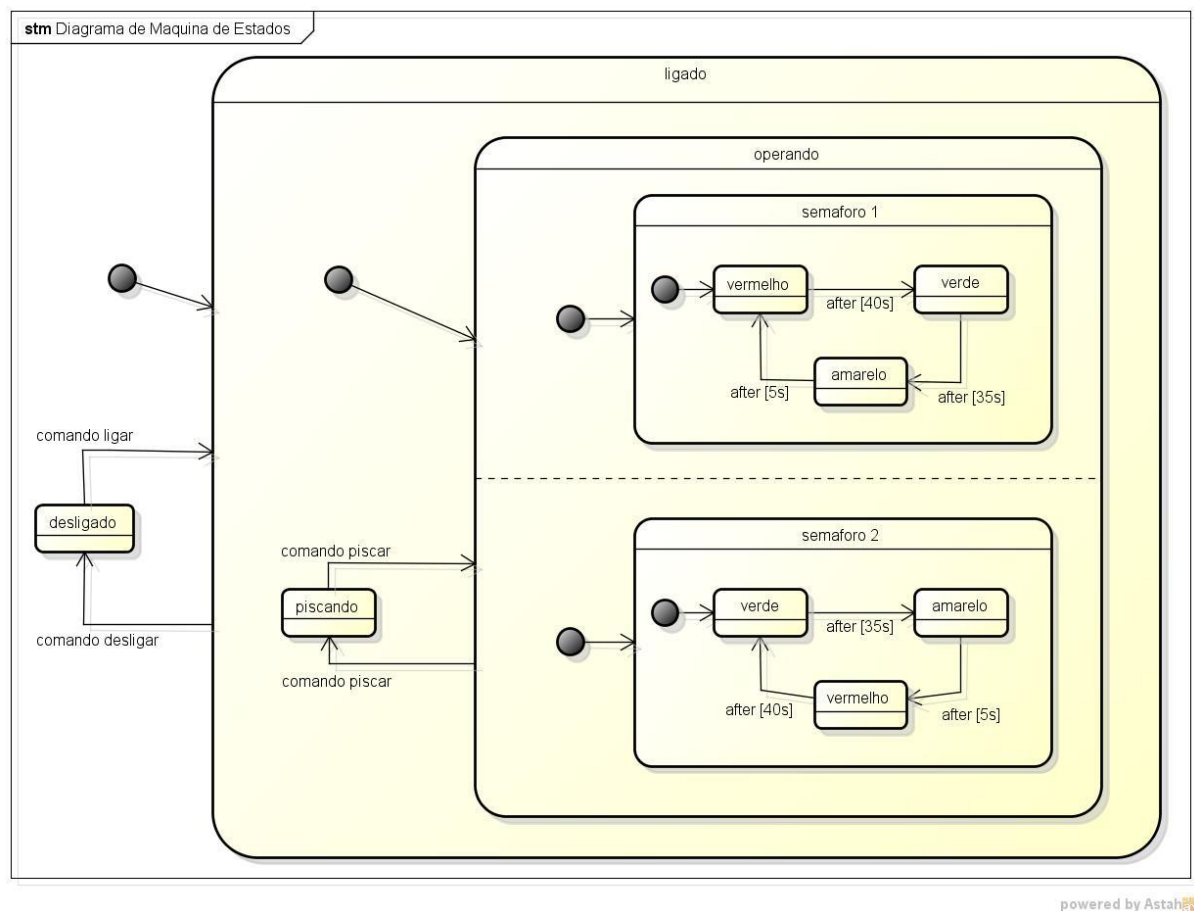 stm Diagrama de Maquina de Estados
ligado
operando
semaforo 1
vermelho
verde
after [40s]
amarelo
after [5s]
after [35s]
comando ligar
desligado
comando desligar
comando piscar
piscando
comando piscar
semaforo 2
verde
amarelo
after [35s]
vermelho
after [40s]
after [5s]
powered by Astah